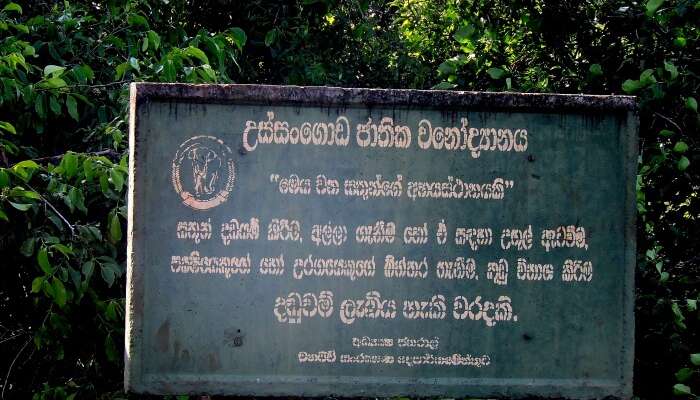 උස්සංගොඩ ජාතික වනෝද්‍යානය
"මෙය වන සතුන්ගේ අභයස්ථානයකි"
සතුන් දඩයම් කිරීම, අල්ලා ගැනීම හෝ ඒ සඳහා උගුල් ඇටවීම,
පක්ෂියෙකුගේ හෝ උරගයෙකුගේ බිත්තර ගැනීම, කූඩු විනාශ කිරීම
දඬුවම් ලැබිය හැකි වරදකි.
අධ්‍යක්ෂ ජනරාල්
වනජීවී සංරක්ෂණ දෙපාර්තමේන්තුව